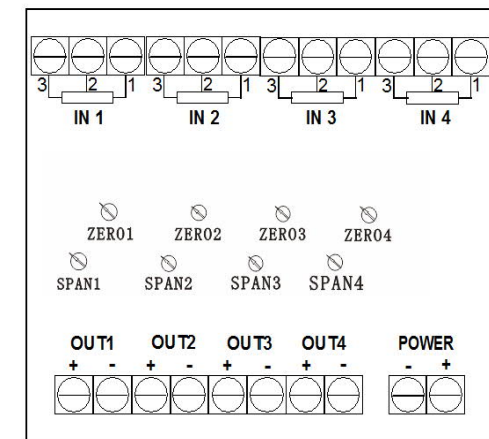 3 2 1 3 2 1 3 2 1 3 2 1
IN 1 IN 2 IN 3 IN 4
ZERO1 ZERO2 ZERO3 ZERO4
SPAN1 SPAN2 SPAN3 SPAN4
OUT1 OUT2 OUT3 OUT4 POWER
+ - + - + - + - - +